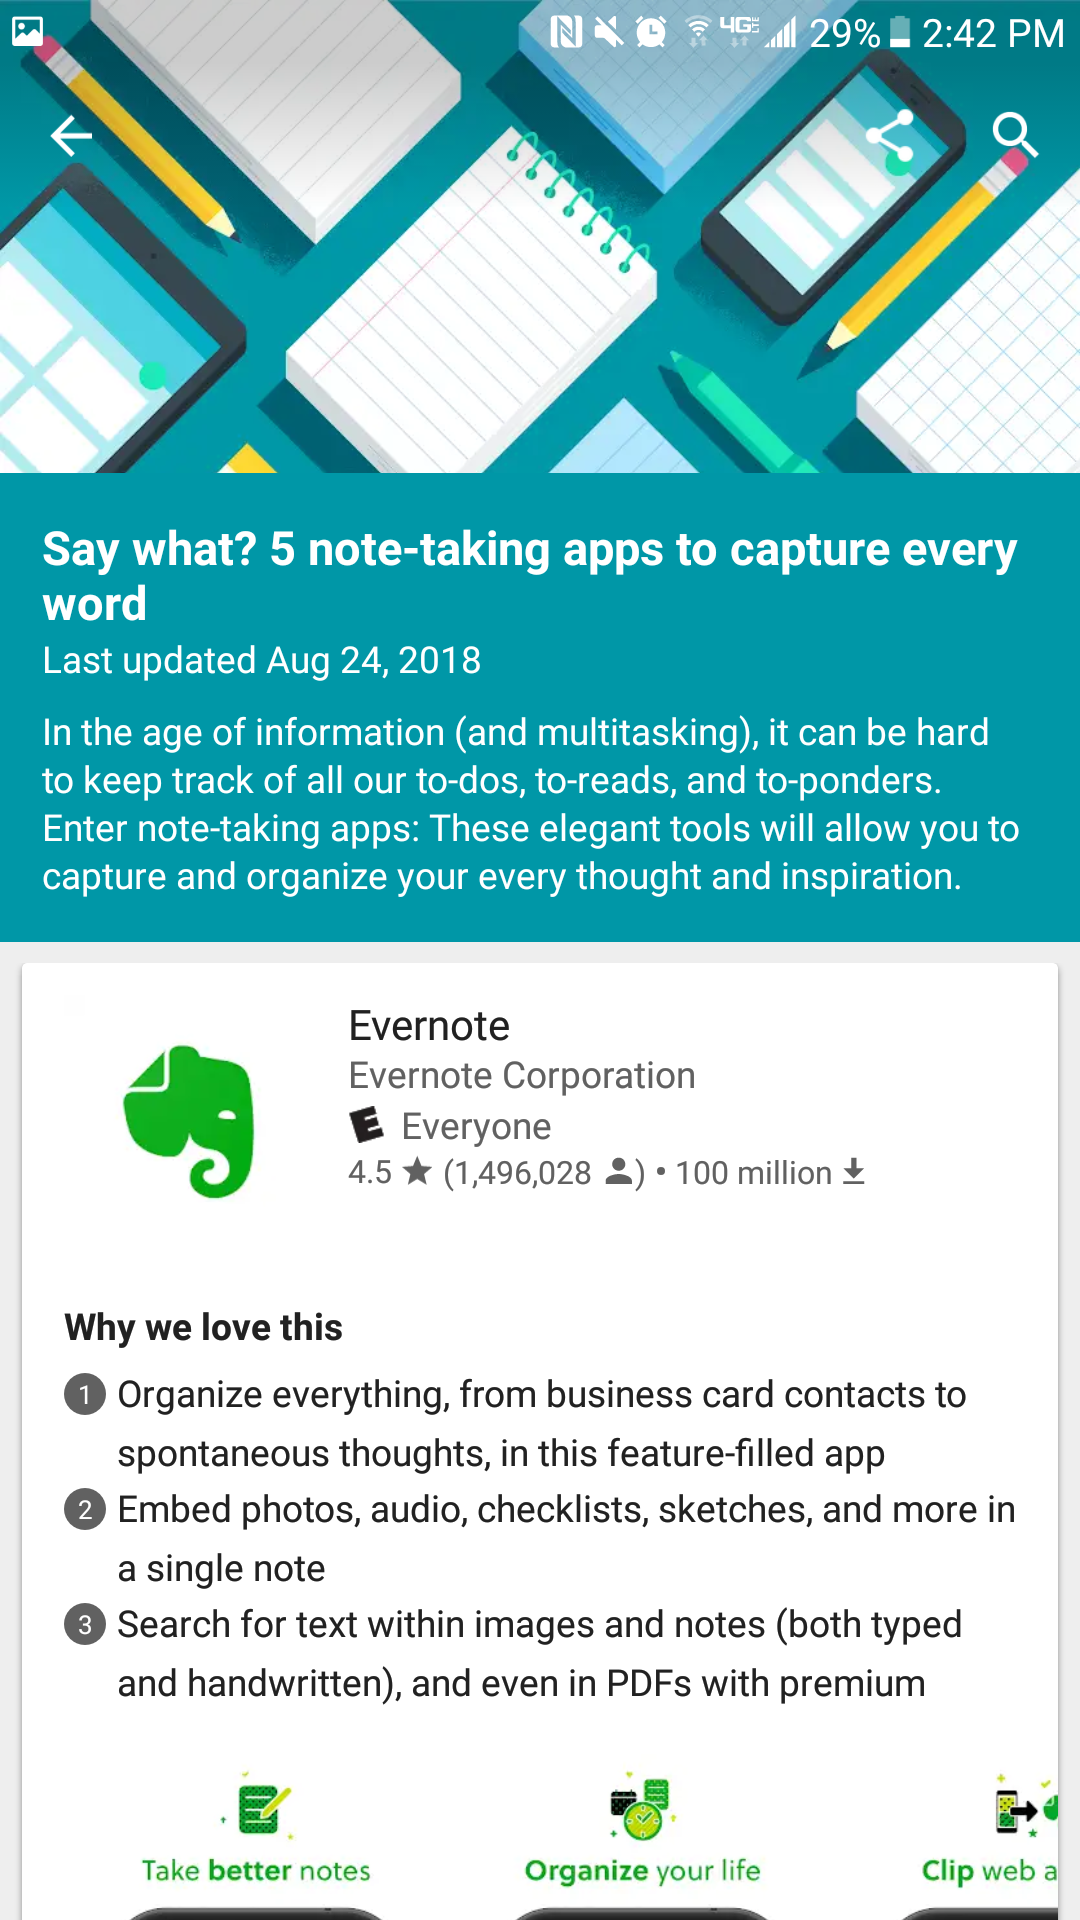 4G LTE 29% 2:42 PM
Say what? 5 note-taking apps to capture every
word
Last updated Aug 24, 2018
In the age of information (and multitasking), it can be hard
to keep track of all our to-dos, to-reads, and to-ponders.
Enter note-taking apps: These elegant tools will allow you to
capture and organize your every thought and inspiration.
Evernote
Evernote Corporation
E Everyone
4.5 ★ (1,496,028 ) • 100 million
Why we love this
1 Organize everything, from business card contacts to
spontaneous thoughts, in this feature-filled app
2 Embed photos, audio, checklists, sketches, and more in
a single note
3 Search for text within images and notes (both typed
and handwritten), and even in PDFs with premium
Take better notes
Organize your life
Clip web a